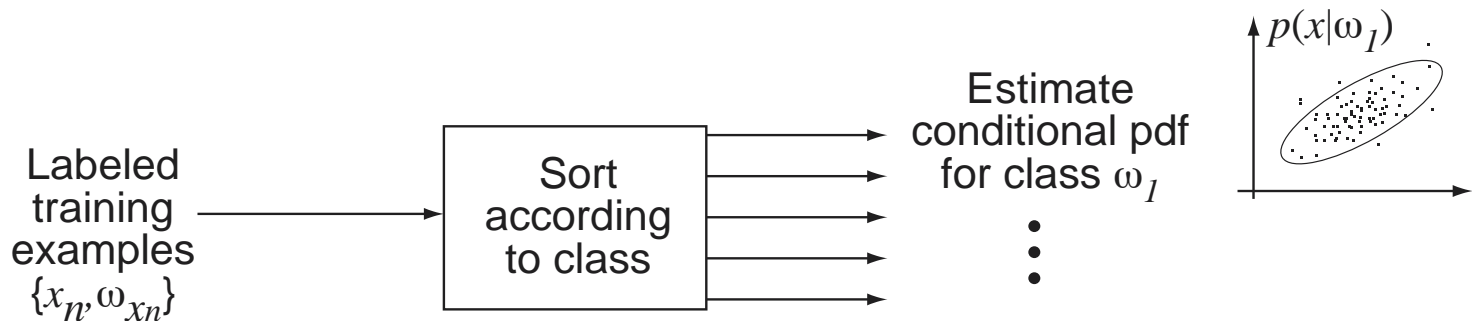 Labeled
training
examples
{xn,ωxn}
Sort
according
to class
Estimate
conditional pdf
for class ω1
p(x|ω1)